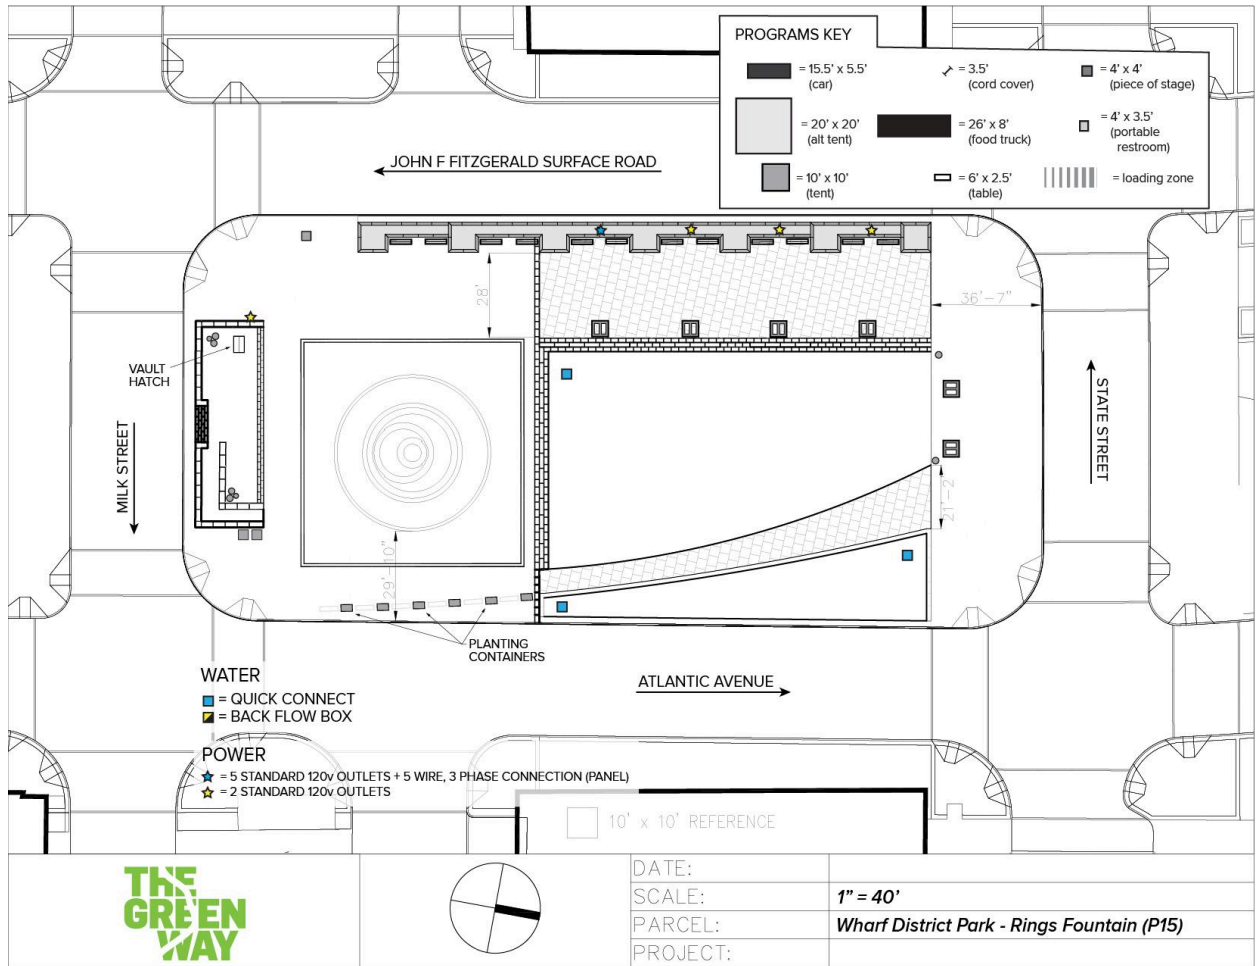 PROGRAMS KEY
= 15.5' x 5.5'
(car)
= 3.5'
(cord cover)
= 4' x 4'
(piece of stage)
= 20' x 20'
(alt tent)
= 26' x 8'
(food truck)
= 4' x 3.5'
(portable
restroom)
= 10' x 10'
(tent)
= 6' x 2.5'
(table)
= loading zone
JOHN F FITZGERALD SURFACE ROAD
28'
36'-7"
VAULT
HATCH
MILK STREET
STATE STREET
21'-2"
29'-10"
PLANTING
CONTAINERS
ATLANTIC AVENUE
WATER
= QUICK CONNECT
= BACK FLOW BOX
POWER
= 5 STANDARD 120v OUTLETS + 5 WIRE, 3 PHASE CONNECTION (PANEL)
= 2 STANDARD 120v OUTLETS
10' x 10' REFERENCE
THE
GREEN
WAY
DATE:
SCALE:
1" = 40'
PARCEL:
Wharf District Park - Rings Fountain (P15)
PROJECT: